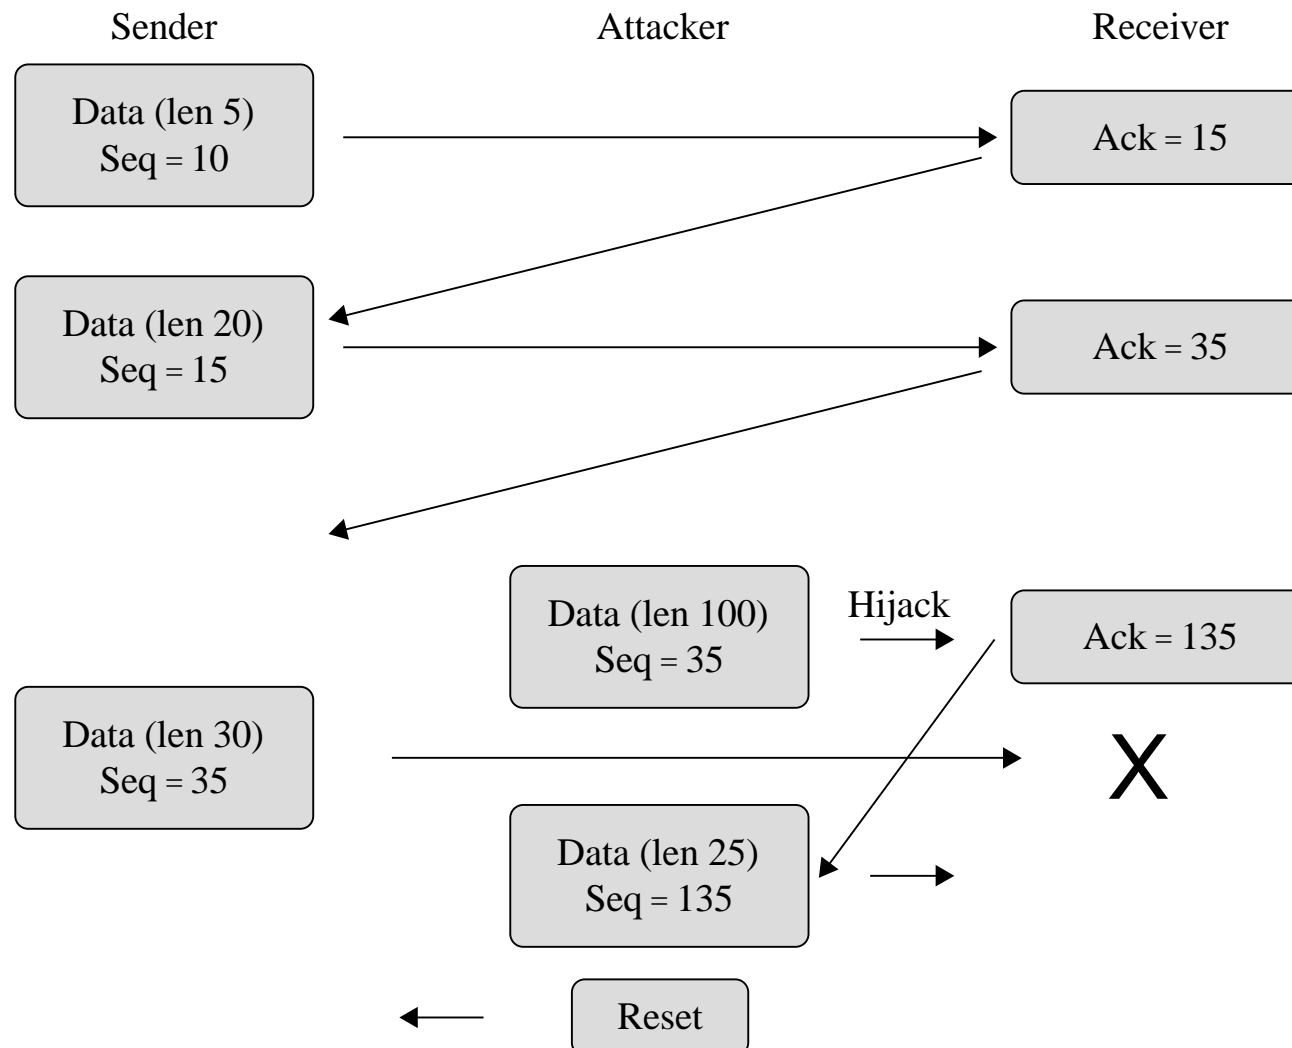 Sender
Attacker
Receiver
Data (len 5)
Seq = 10
Ack = 15
Data (len 20)
Seq = 15
Ack = 35
Data (len 100)
Seq = 35
Hijack
Ack = 135
Data (len 30)
Seq = 35
X
Data (len 25)
Seq = 135
Reset